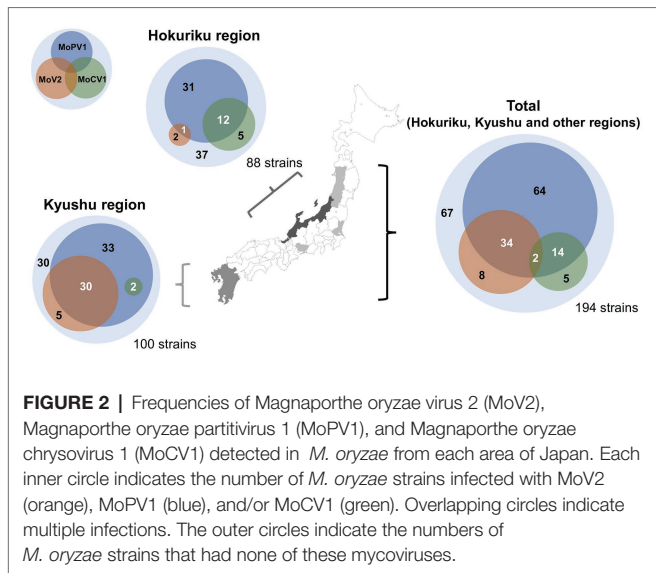 MoPV1
MoV2
MoCV1
Hokuriku region
31
12
1
2
5
37
88 strains
Kyushu region
33
30
30
2
5
100 strains
Total
(Hokuriku, Kyushu and other regions)
64
67
34
14
2
8
5
194 strains
FIGURE 2 | Frequencies of Magnaporthe oryzae virus 2 (MoV2),
Magnaporthe oryzae partitivirus 1 (MoPV1), and Magnaporthe oryzae
chrysovirus 1 (MoCV1) detected in M. oryzae from each area of Japan. Each
inner circle indicates the number of M. oryzae strains infected with MoV2
(orange), MoPV1 (blue), and/or MoCV1 (green). Overlapping circles indicate
multiple infections. The outer circles indicate the numbers of
M. oryzae strains that had none of these mycoviruses.